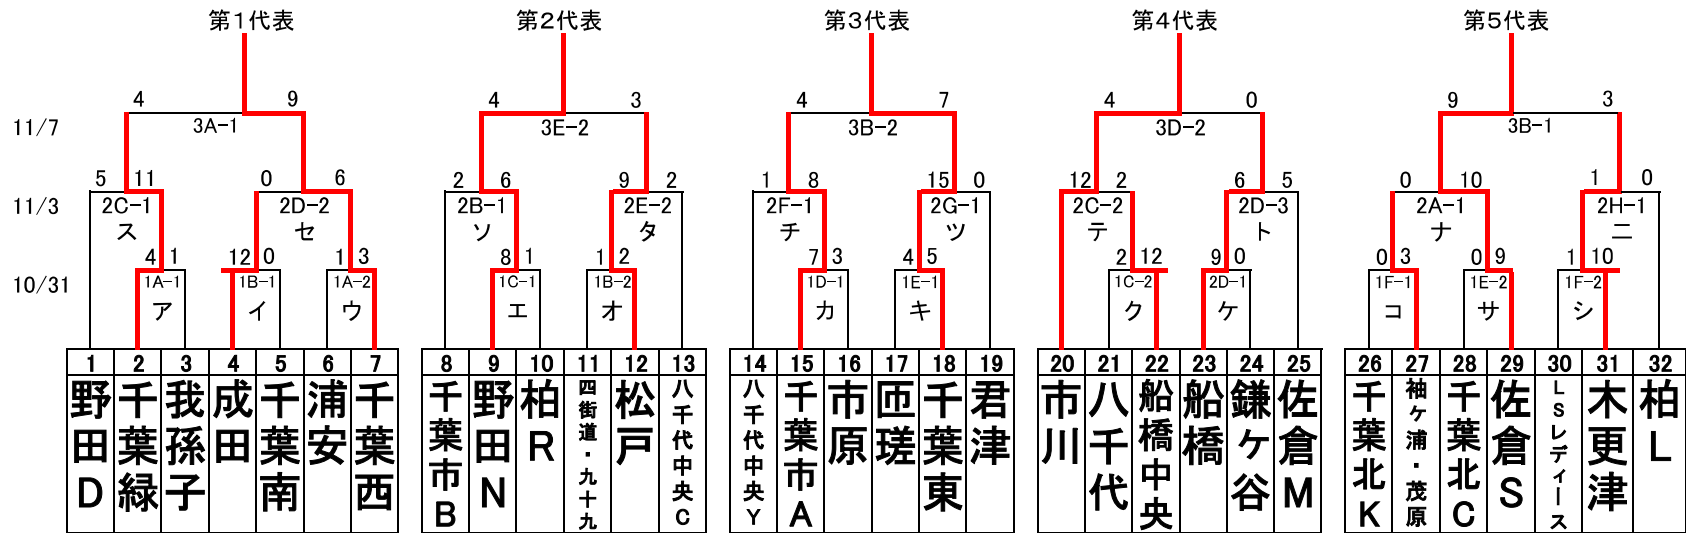 第1代表 第2代表 第3代表 第4代表 第5代表
4 9 4 3 4 7 4 0 9 3
11/7 3A-1 3E-2 3B-2 3D-2 3B-1
5 11 0 6 2 6 9 2 1 8 15 0 12 2 6 5 0 10 1 0
11/3 2C-1 2D-2 2B-1 2E-2 2F-1 2G-1 2C-2 2D-3 2A-1 2H-1
ス セ ソ タ チ ツ テ ト ナ ニ
4 1 12 0 1 3 8 1 1 2 7 3 4 5 2 12 9 0 0 3 0 9 1 10
10/31 1A-1 1B-1 1A-2 1C-1 1B-2 1D-1 1E-1 1C-2 2D-1 1F-1 1E-2 1F-2
ア イ ウ エ オ カ キ ク ケ コ サ シ
1 2 3 4 5 6 7 8 9 10 11 12 13 14 15 16 17 18 19 20 21 22 23 24 25 26 27 28 29 30 31 32
野田D
千葉緑
我孫子
成田
千葉南
浦安
千葉西
千葉市B
野田N
柏R
四街道・九十九
松戸
八千代中央C
八千代中央Y
千葉市A
市原
匝瑳
千葉東
君津
市川
八千代
船橋中央
船橋
鎌ケ谷
佐倉M
千葉北K
袖ケ浦・茂原
千葉北C
佐倉S
LSレディース
木更津
柏L